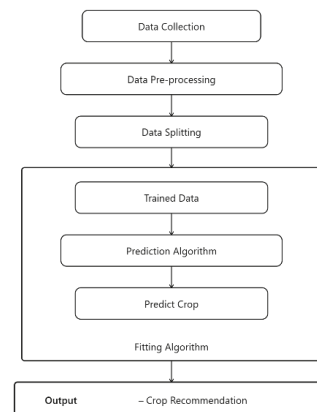 Data Collection
Data Pre-processing
Data Splitting
Trained Data
Prediction Algorithm
Predict Crop
Fitting Algorithm
Output – Crop Recommendation